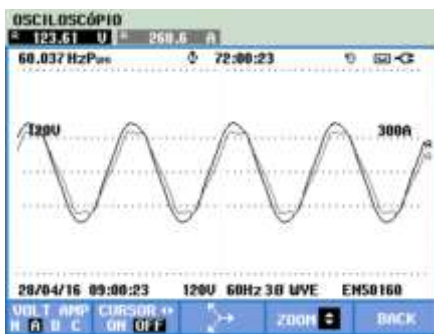 OSCILOSCÓPIO
123.61 V 260.6 A
60.037 Hz 72:00:23
120V 300A
28/04/16 09:00:23 120V 60Hz 3Ø WYE EN50160
VOLT AMP CURSOR ZOOM BACK
N A B C ON OFF